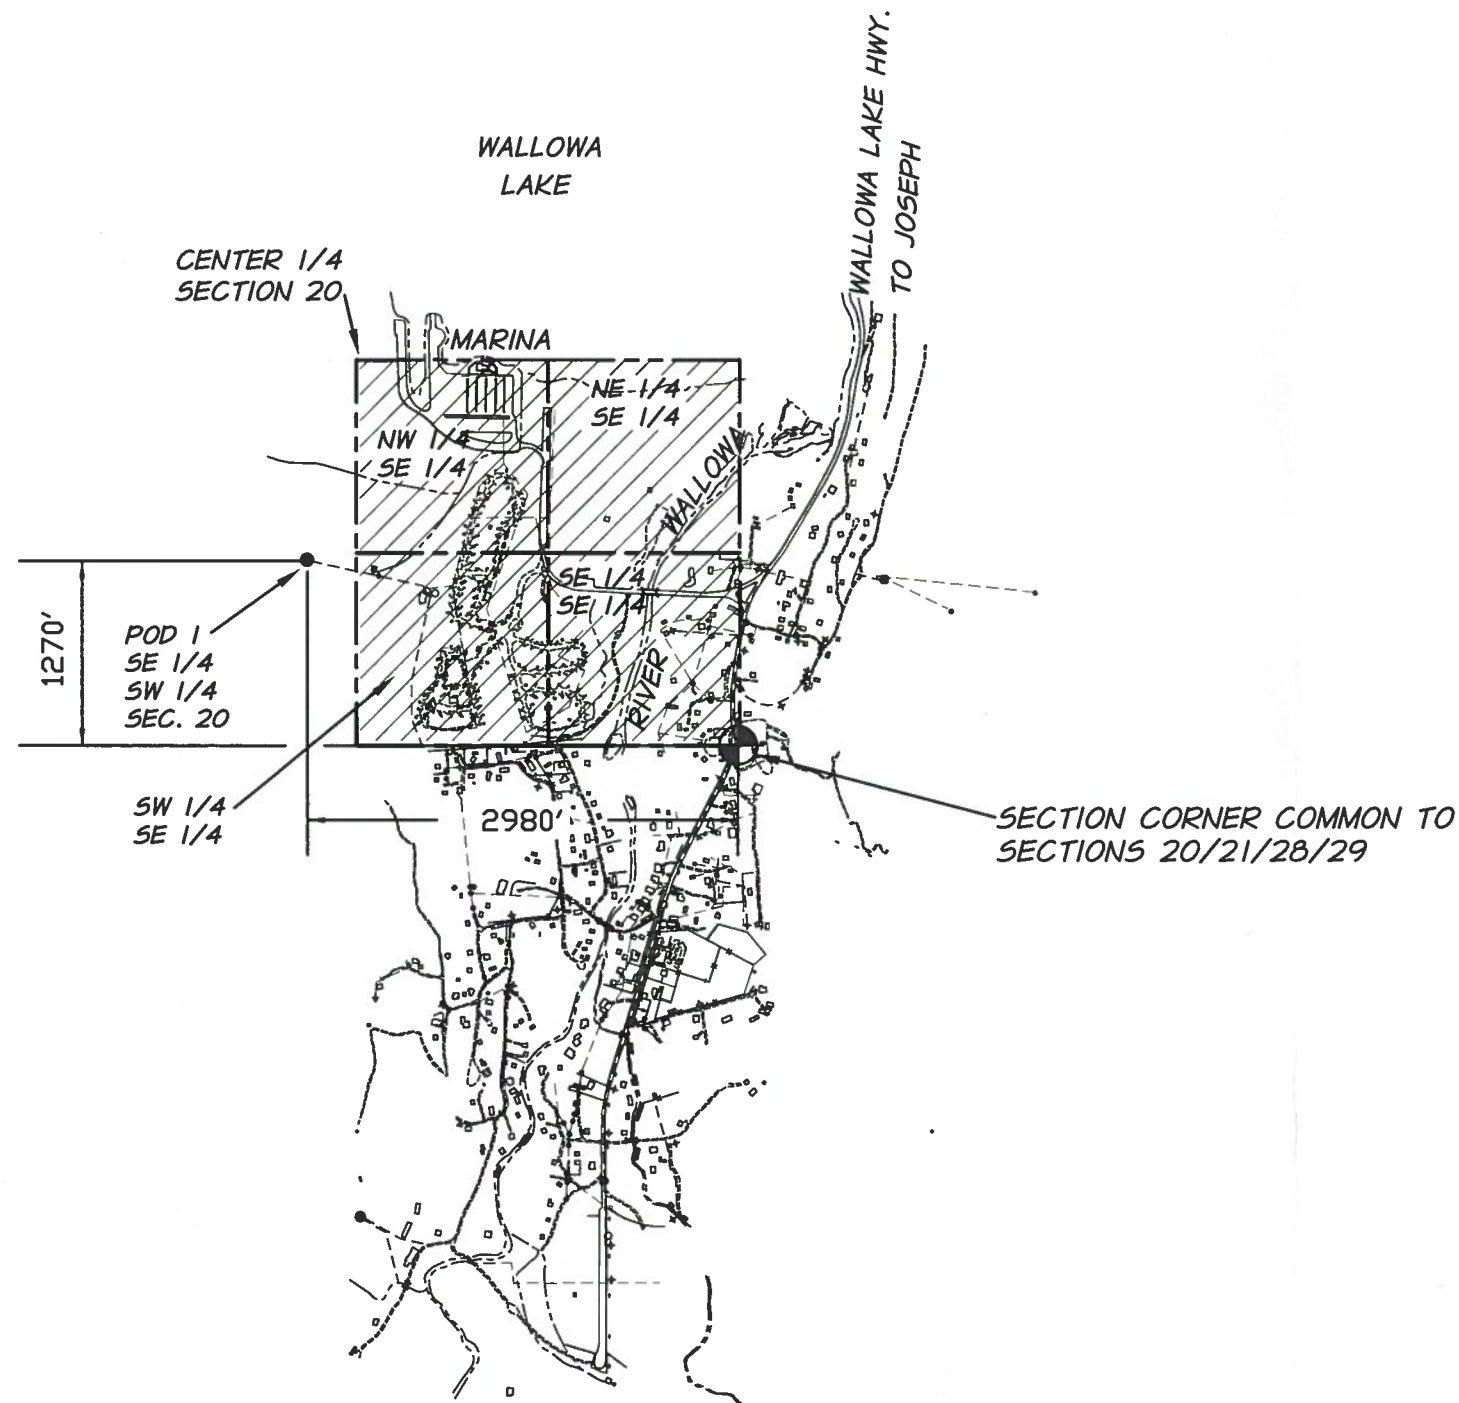 WALLOWA
LAKE
WALLOWA LAKE HWY.
TO JOSEPH
CENTER 1/4
SECTION 20
MARINA
NE 1/4
SE 1/4
NW 1/4
SE 1/4
WALLOWA
RIVER
SE 1/4
SE 1/4
1270'
POD 1
SE 1/4
SW 1/4
SEC. 20
SW 1/4
SE 1/4
2980'
SECTION CORNER COMMON TO
SECTIONS 20/21/28/29